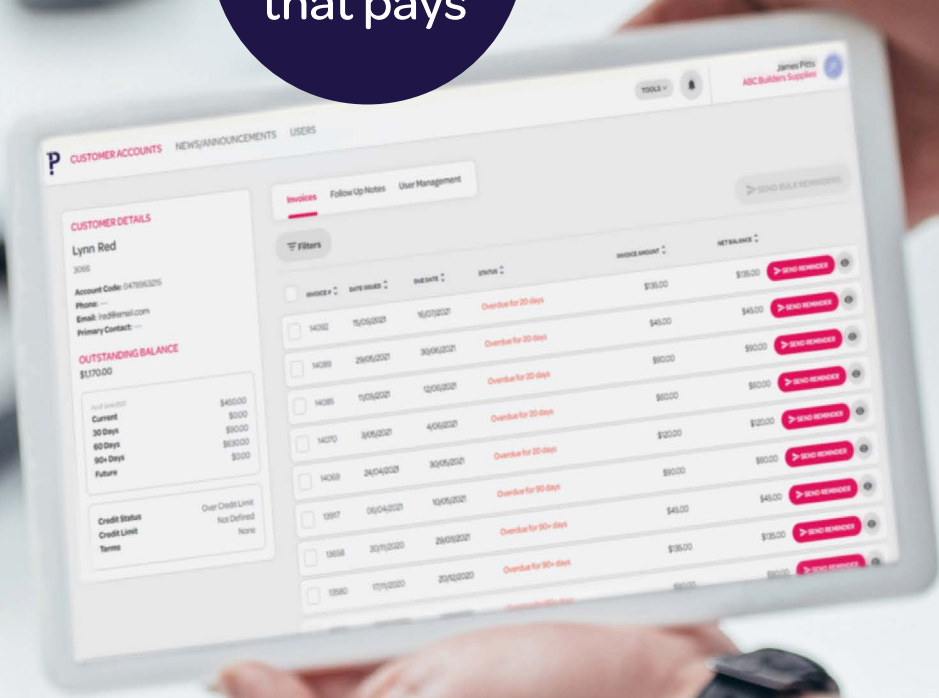 that pays
James Pitts
ABC Builders Supplies
TOOLS
CUSTOMER ACCOUNTS NEWS/ANNOUNCEMENTS USERS
Invoices Follow Up Notes User Management
SEND BULK REMINDERS
Filters
CUSTOMER DETAILS
Lynn Red
3066
Account Code: 0478963215
Phone: ---
Email: lred@email.com
Primary Contact: ---
OUTSTANDING BALANCE
$1,170.00
Current $450.00
30 Days $0.00
60 Days $90.00
90+ Days $630.00
Future $0.00
Credit Status Over Credit Limit
Credit Limit Not Defined
Terms None
INVOICE # DATE ISSUED DUE DATE STATUS INVOICE AMOUNT NET BALANCE
14092 15/06/2021 16/07/2021 Overdue for 20 days $135.00 $135.00 SEND REMINDER
14089 29/05/2021 30/06/2021 Overdue for 20 days $45.00 $45.00 SEND REMINDER
14085 11/05/2021 12/06/2021 Overdue for 20 days $90.00 $90.00 SEND REMINDER
14070 3/05/2021 4/06/2021 Overdue for 20 days $60.00 $60.00 SEND REMINDER
14069 24/04/2021 30/05/2021 Overdue for 20 days $120.00 $120.00 SEND REMINDER
13917 06/04/2021 10/05/2021 Overdue for 90 days $90.00 $90.00 SEND REMINDER
13658 30/11/2020 29/03/2021 Overdue for 90+ days $45.00 $45.00 SEND REMINDER
13580 17/11/2020 20/12/2020 Overdue for 90+ days $135.00 $135.00 SEND REMINDER
$90.00 SEND REMINDER